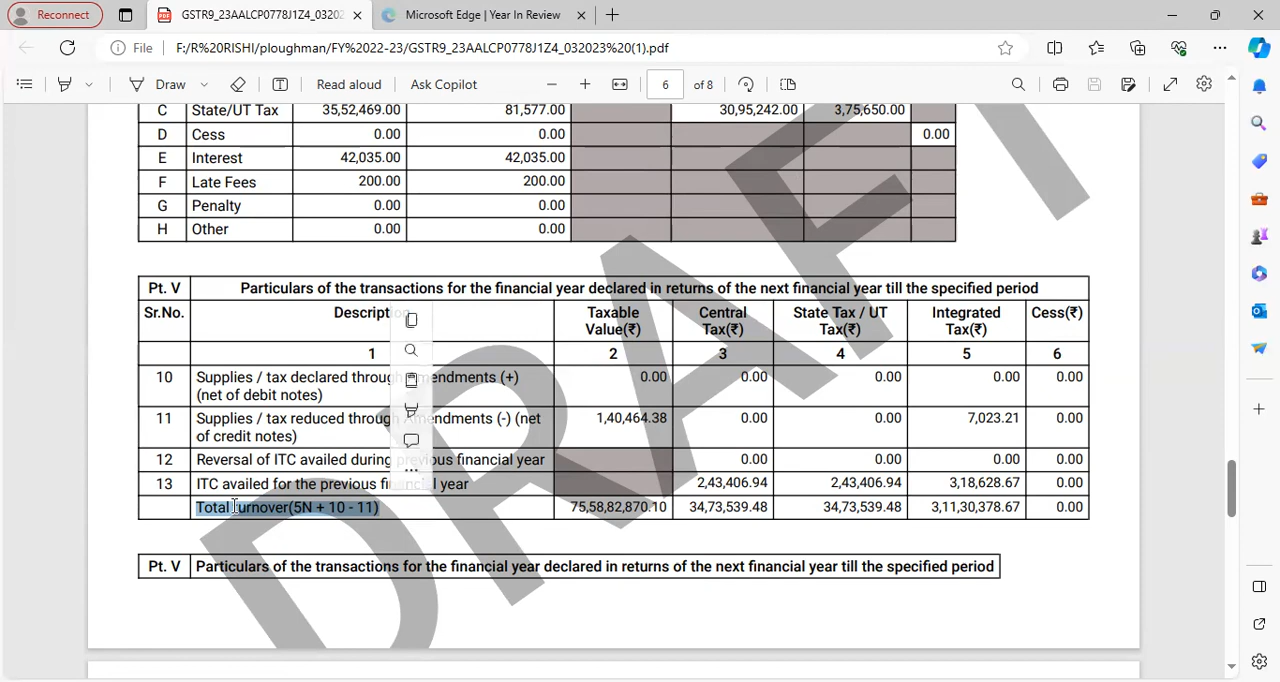 Reconnect
GSTR9_23AALCP0778J1Z4_0320
Microsoft Edge | Year In Review
File F:/R%20RISHI/ploughman/FY%2022-23/GSTR9_23AALCP0778J1Z4_032023%20(1).pdf
Draw Read aloud Ask Copilot 6 of 8
C State/UT Tax 35,52,469.00 81,577.00 30,95,242.00 3,75,650.00
D Cess 0.00 0.00 0.00
E Interest 42,035.00 42,035.00
F Late Fees 200.00 200.00
G Penalty 0.00 0.00
H Other 0.00 0.00
Pt. V Particulars of the transactions for the financial year declared in returns of the next financial year till the specified period
Sr.No. Description Taxable Central State Tax / UT Integrated Cess(₹)
Value(₹) Tax(₹) Tax(₹) Tax(₹)
1 2 3 4 5 6
10 Supplies / tax declared through Amendments (+) 0.00 0.00 0.00 0.00 0.00
(net of debit notes)
11 Supplies / tax reduced through Amendments (-) (net 1,40,464.38 0.00 0.00 7,023.21 0.00
of credit notes)
12 Reversal of ITC availed during previous financial year 0.00 0.00 0.00 0.00
13 ITC availed for the previous financial year 2,43,406.94 2,43,406.94 3,18,628.67 0.00
Total turnover(5N + 10 - 11) 75,58,82,870.10 34,73,539.48 34,73,539.48 3,11,30,378.67 0.00
Pt. V Particulars of the transactions for the financial year declared in returns of the next financial year till the specified period
DRAFT